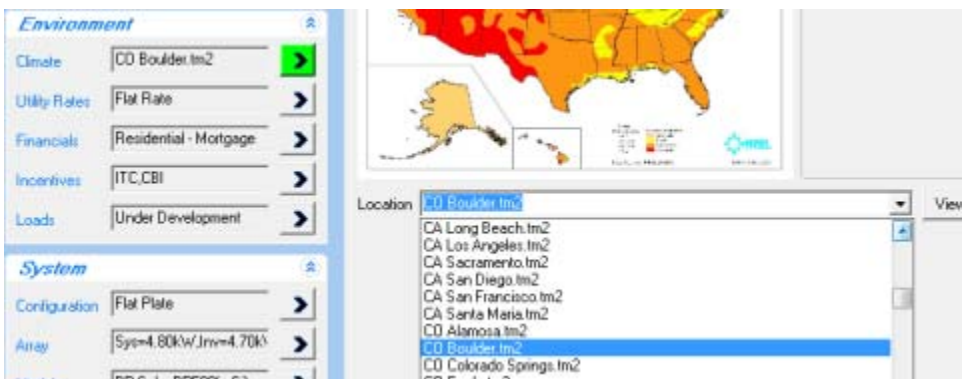 Environment
Climate CO Boulder.tm2
Utility Rates Flat Rate
Financials Residential - Mortgage
Incentives ITC,CBI
Loads Under Development
System
Configuration Flat Plate
Array Sys=4.80kW,Inv=4.70kW
NREL
Location CO Boulder.tm2 View
CA Long Beach.tm2
CA Los Angeles.tm2
CA Sacramento.tm2
CA San Diego.tm2
CA San Francisco.tm2
CA Santa Maria.tm2
CO Alamosa.tm2
CO Boulder.tm2
CO Colorado Springs.tm2